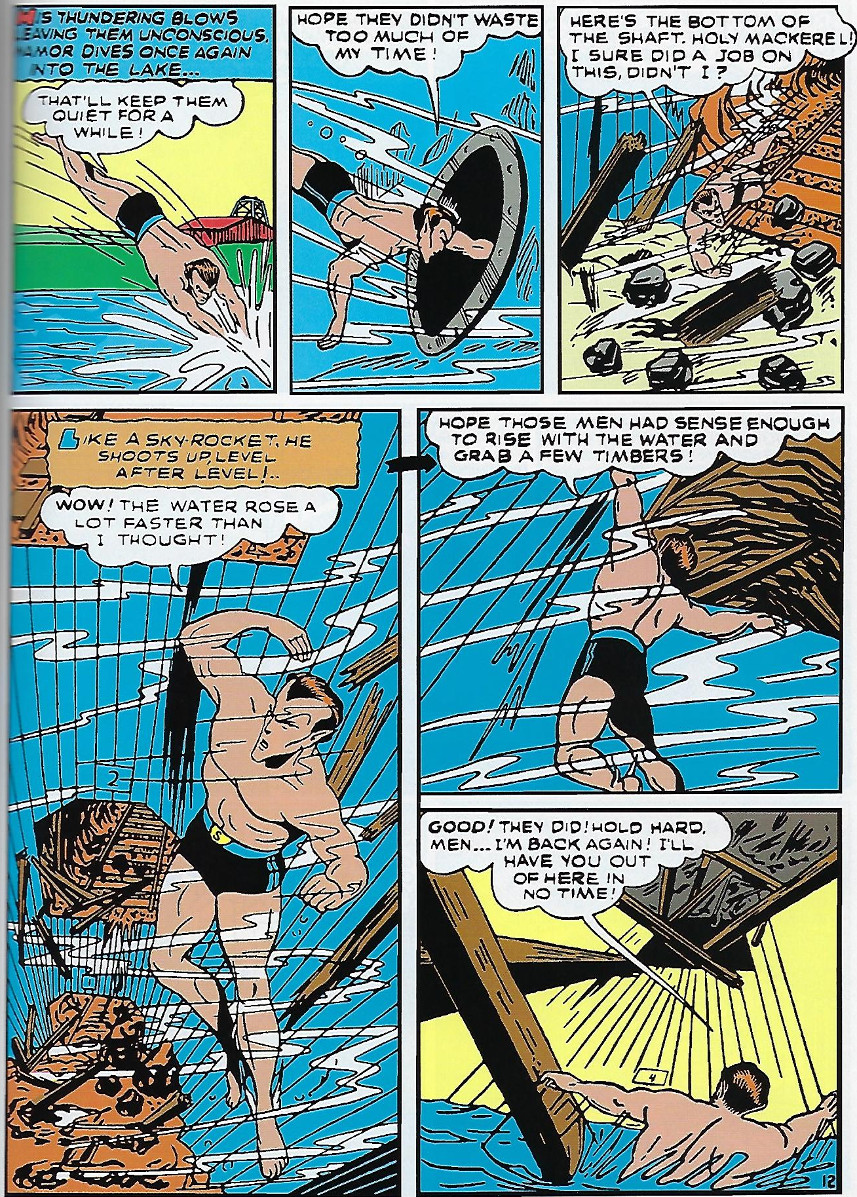 HIS THUNDERING BLOWS
LEAVING THEM UNCONSCIOUS,
NAMOR DIVES ONCE AGAIN
INTO THE LAKE...
THAT'LL KEEP THEM
QUIET FOR A
WHILE!
HOPE THEY DIDN'T WASTE
TOO MUCH OF
MY TIME!
HERE'S THE BOTTOM OF
THE SHAFT. HOLY MACKEREL!
I SURE DID A JOB ON
THIS, DIDN'T I?
LIKE A SKY-ROCKET, HE
SHOOTS UP, LEVEL
AFTER LEVEL!..
WOW! THE WATER ROSE A
LOT FASTER THAN
I THOUGHT!
2
S
HOPE THOSE MEN HAD SENSE ENOUGH
TO RISE WITH THE WATER AND
GRAB A FEW TIMBERS!
GOOD! THEY DID! HOLD HARD,
MEN... I'M BACK AGAIN! I'LL
HAVE YOU OUT
OF HERE IN
NO TIME!
4
12